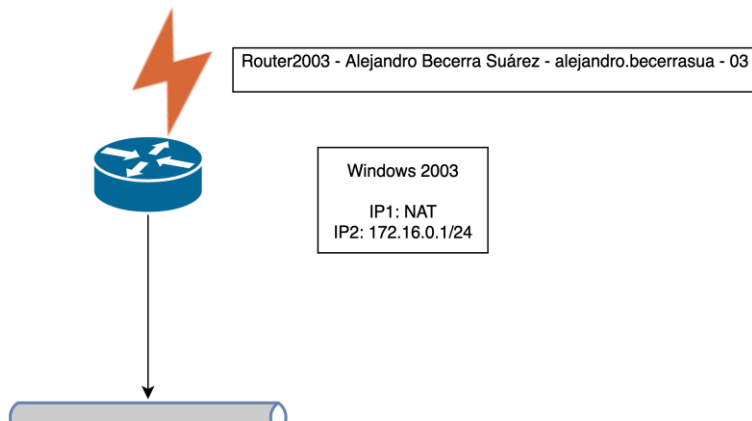 Router2003 - Alejandro Becerra Suárez - alejandro.becerrasua - 03
Windows 2003
IP1: NAT
IP2: 172.16.0.1/24